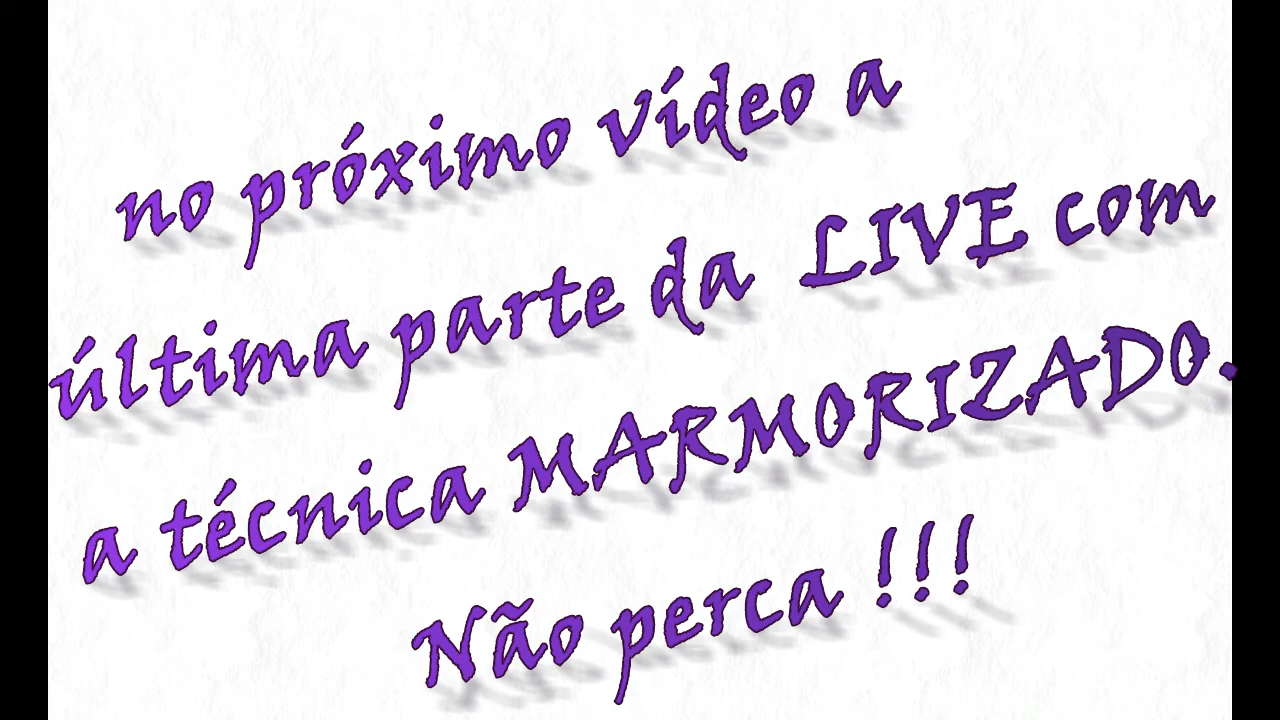 no próximo vídeo a
última parte da LIVE com
a técnica MARMORIZADO.
Não perca !!!